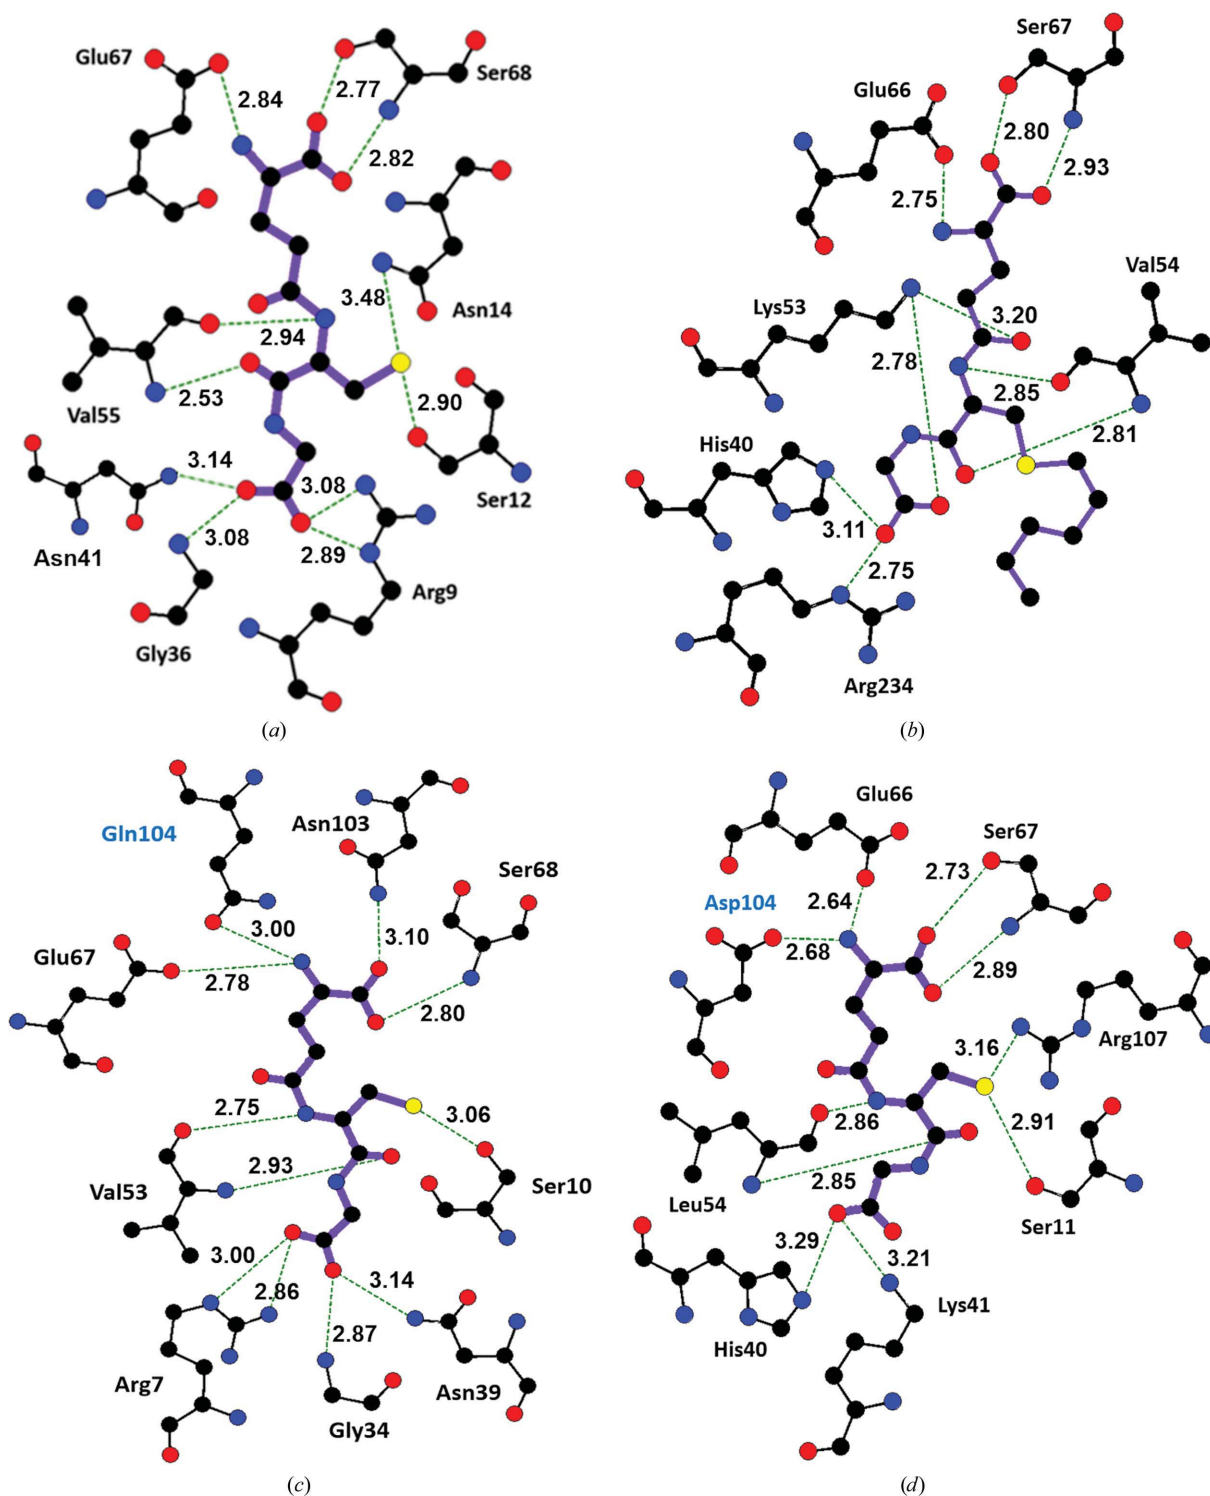 Glu67
2.84
2.77
Ser68
2.82
3.48
Asn14
2.94
2.53
Val55
2.90
3.14
3.08
Ser12
Asn41
3.08
2.89
Arg9
Gly36
(a)
Ser67
Glu66
2.80
2.93
2.75
Val54
Lys53
3.20
2.78
2.85
2.81
His40
3.11
2.75
Arg234
(b)
Gln104
Asn103
Ser68
3.00
3.10
Glu67
2.78
2.80
2.75
3.06
2.93
Val53
Ser10
3.00
2.86
3.14
2.87
Arg7
Asn39
Gly34
(c)
Glu66
Ser67
2.73
Asp104
2.64
2.68
2.89
3.16
Arg107
2.86
2.91
2.85
Leu54
Ser11
3.29
3.21
Lys41
His40
(d)